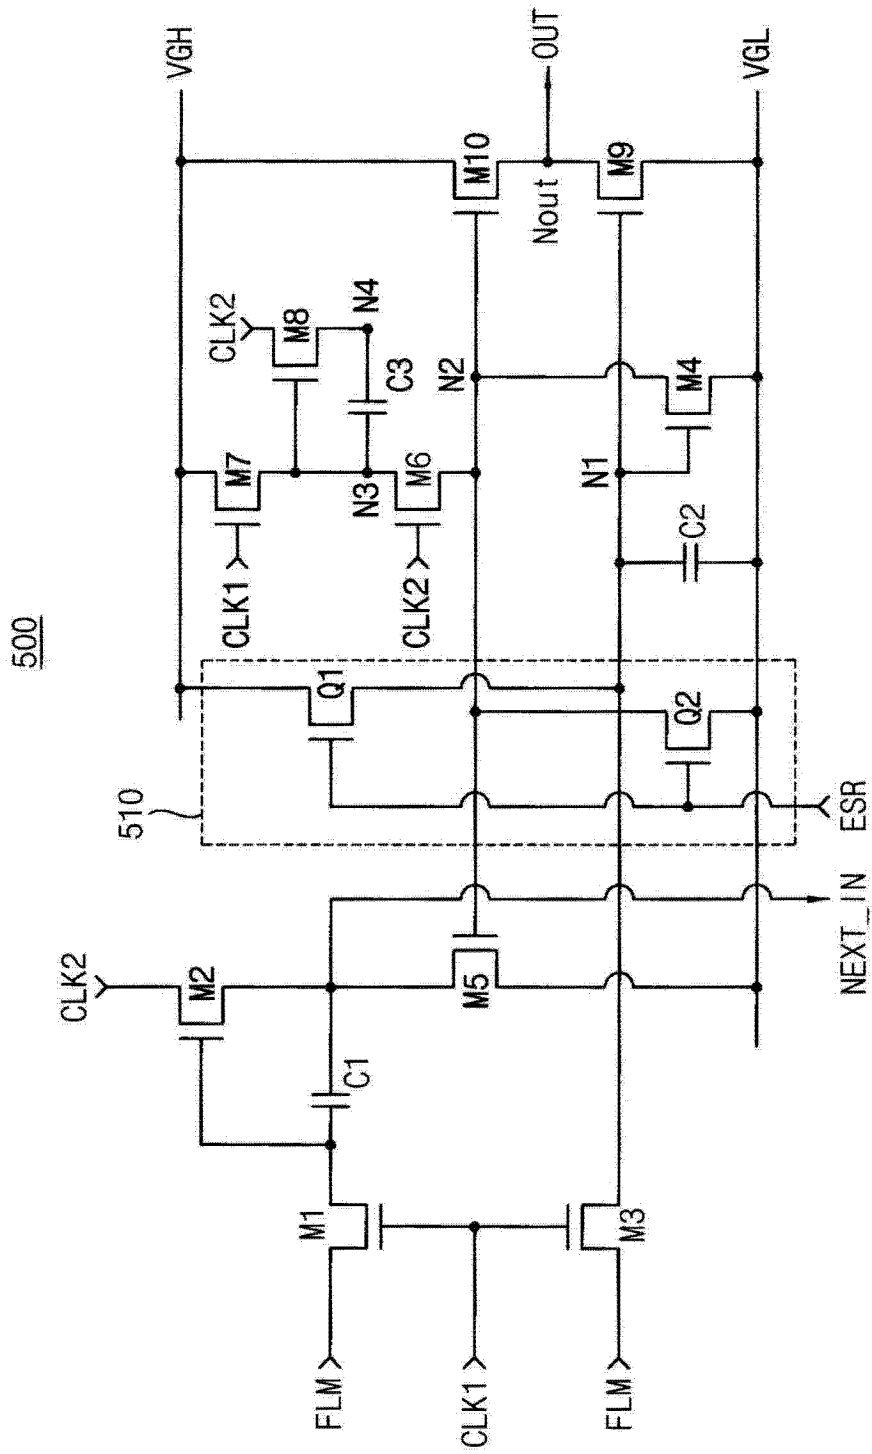 500
VGH
CLK2
CLK1
M7
M8
N4
C3
N3
CLK2
M6
N2
M10
Nout
OUT
M9
VGL
N1
M4
C2
510
Q1
Q2
ESR
CLK2
M2
C1
M5
NEXT_IN
M1
M3
FLM
CLK1
FLM